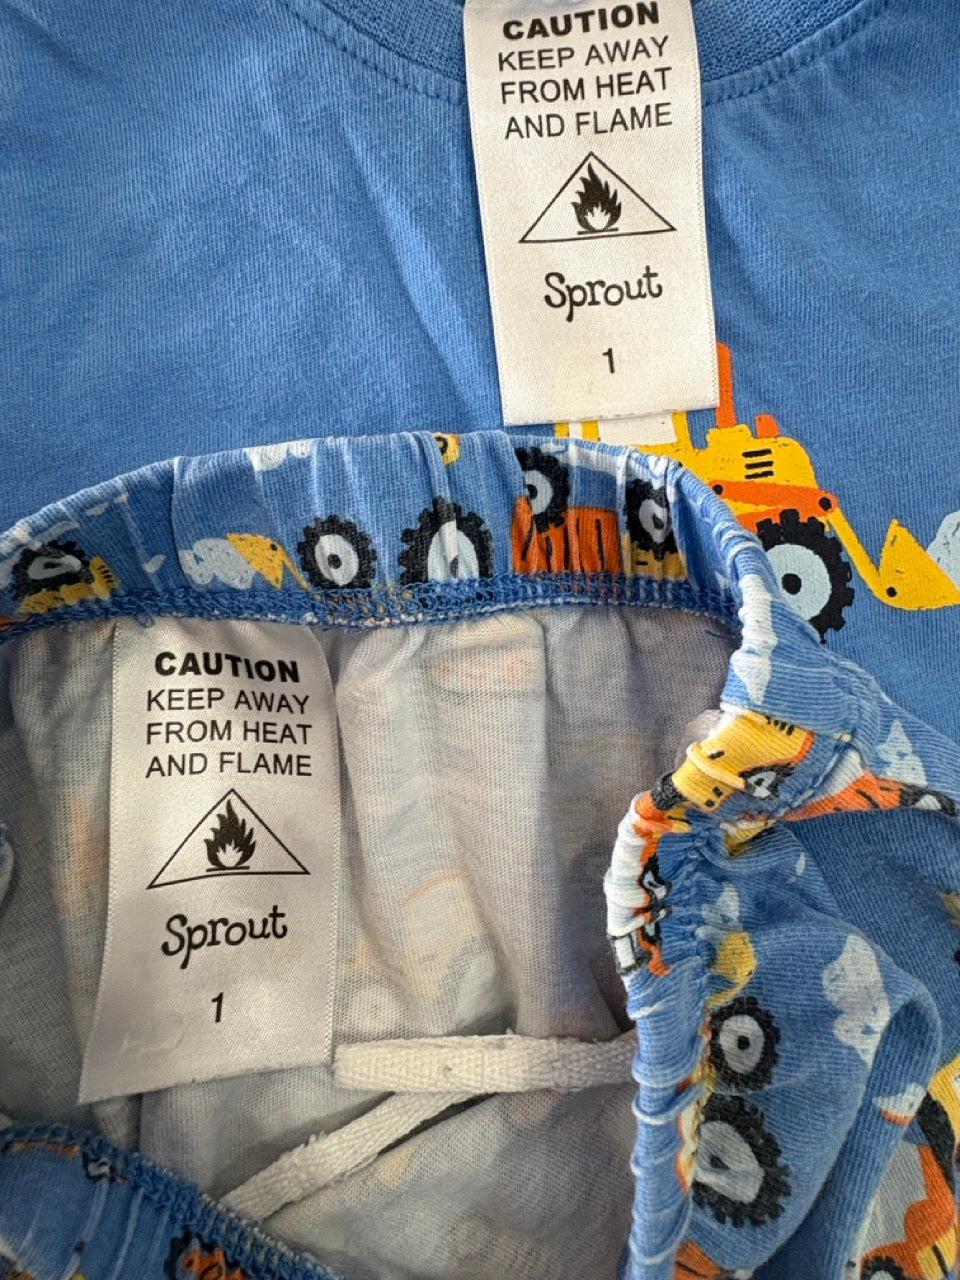 CAUTION
KEEP AWAY
FROM HEAT
AND FLAME
Sprout
1
CAUTION
KEEP AWAY
FROM HEAT
AND FLAME
Sprout
1